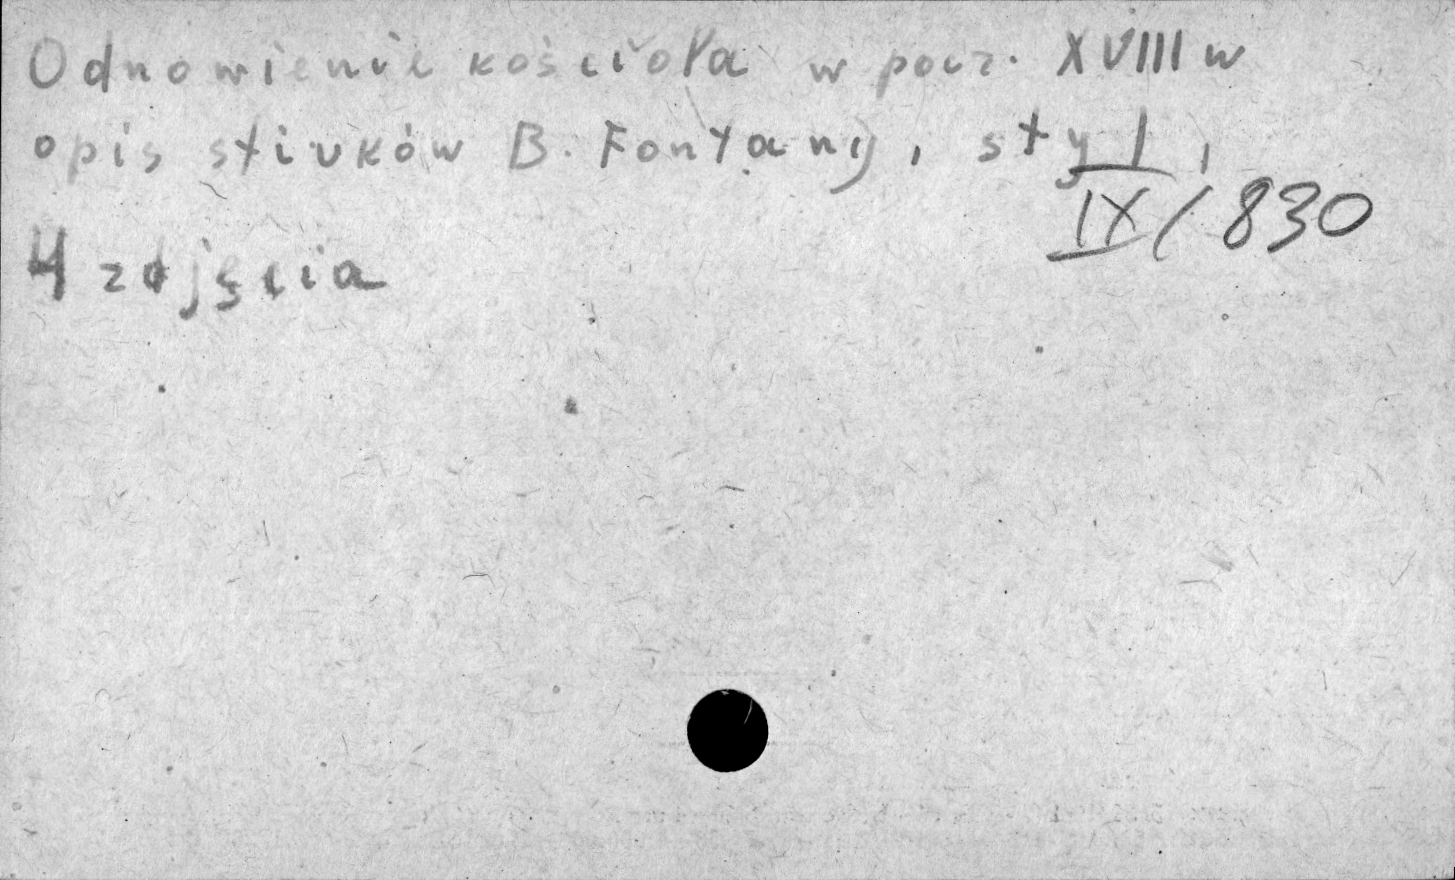 Odnowienie kościoła w pocz. XVIII w
opis stiuków B. Fontany, styl,
IX/830
4 zdjęcia